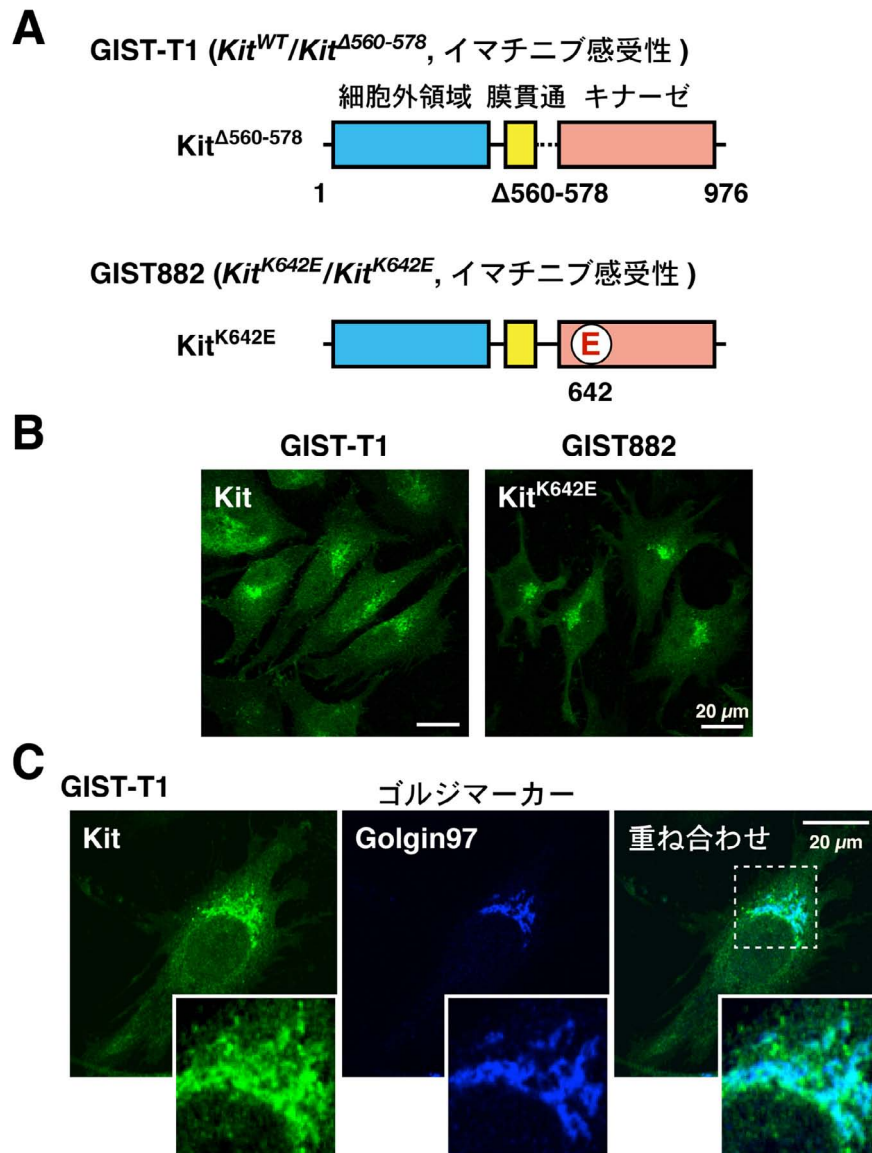 A
GIST-T1 (Kit^WT/Kit^Δ560-578, イマチニブ感受性)
細胞外領域 膜貫通 キナーゼ
Kit^Δ560-578
1 Δ560-578 976
GIST882 (Kit^K642E/Kit^K642E, イマチニブ感受性)
Kit^K642E
E
642
B
GIST-T1 GIST882
Kit Kit^K642E
20 µm
C
GIST-T1 ゴルジマーカー
Kit Golgin97 重ね合わせ
20 µm